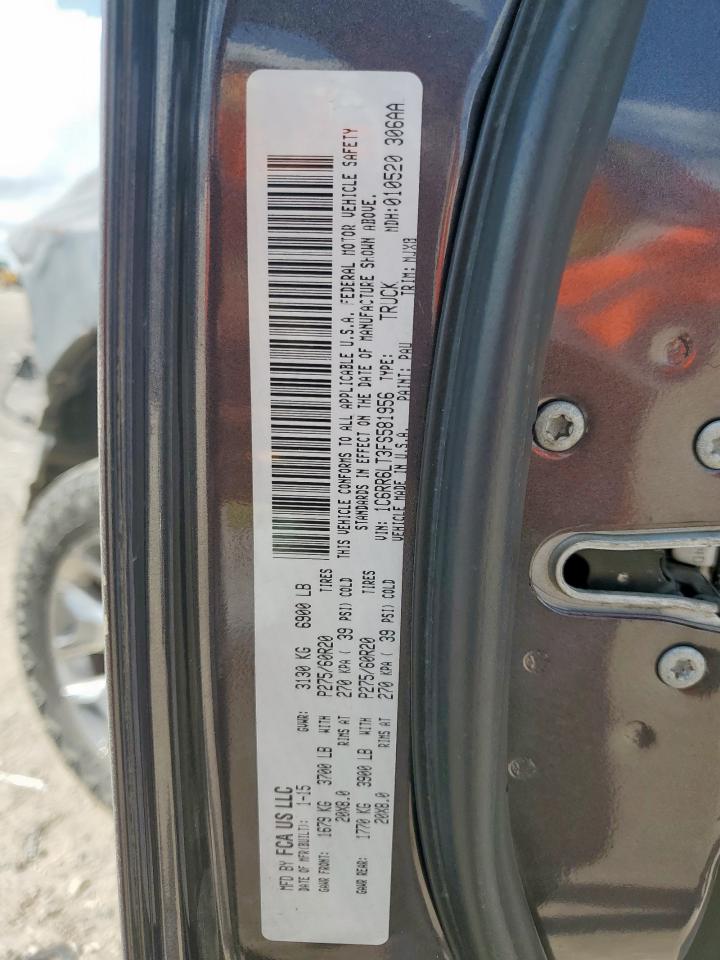 MFD BY FCA US LLC
DATE OF MFR(BUILT): 1-15 GVWR: 3130 KG 6900 LB
GAWR FRONT: 1679 KG 3700 LB WITH P275/60R20 TIRES
20X8.0 RIMS AT 270 KPA ( 39 PSI) COLD
GAWR REAR: 1770 KG 3900 LB WITH P275/60R20 TIRES
20X8.0 RIMS AT 270 KPA ( 39 PSI) COLD
THIS VEHICLE CONFORMS TO ALL APPLICABLE U.S.A. FEDERAL MOTOR VEHICLE SAFETY
STANDARDS IN EFFECT ON THE DATE OF MANUFACTURE SHOWN ABOVE.
VIN: 1C6RR6LT3FS581956 TYPE: TRUCK MDH:010520 306AA
VEHICLE MADE IN U.S.A. PAINT: PAU TRIM: MJX8